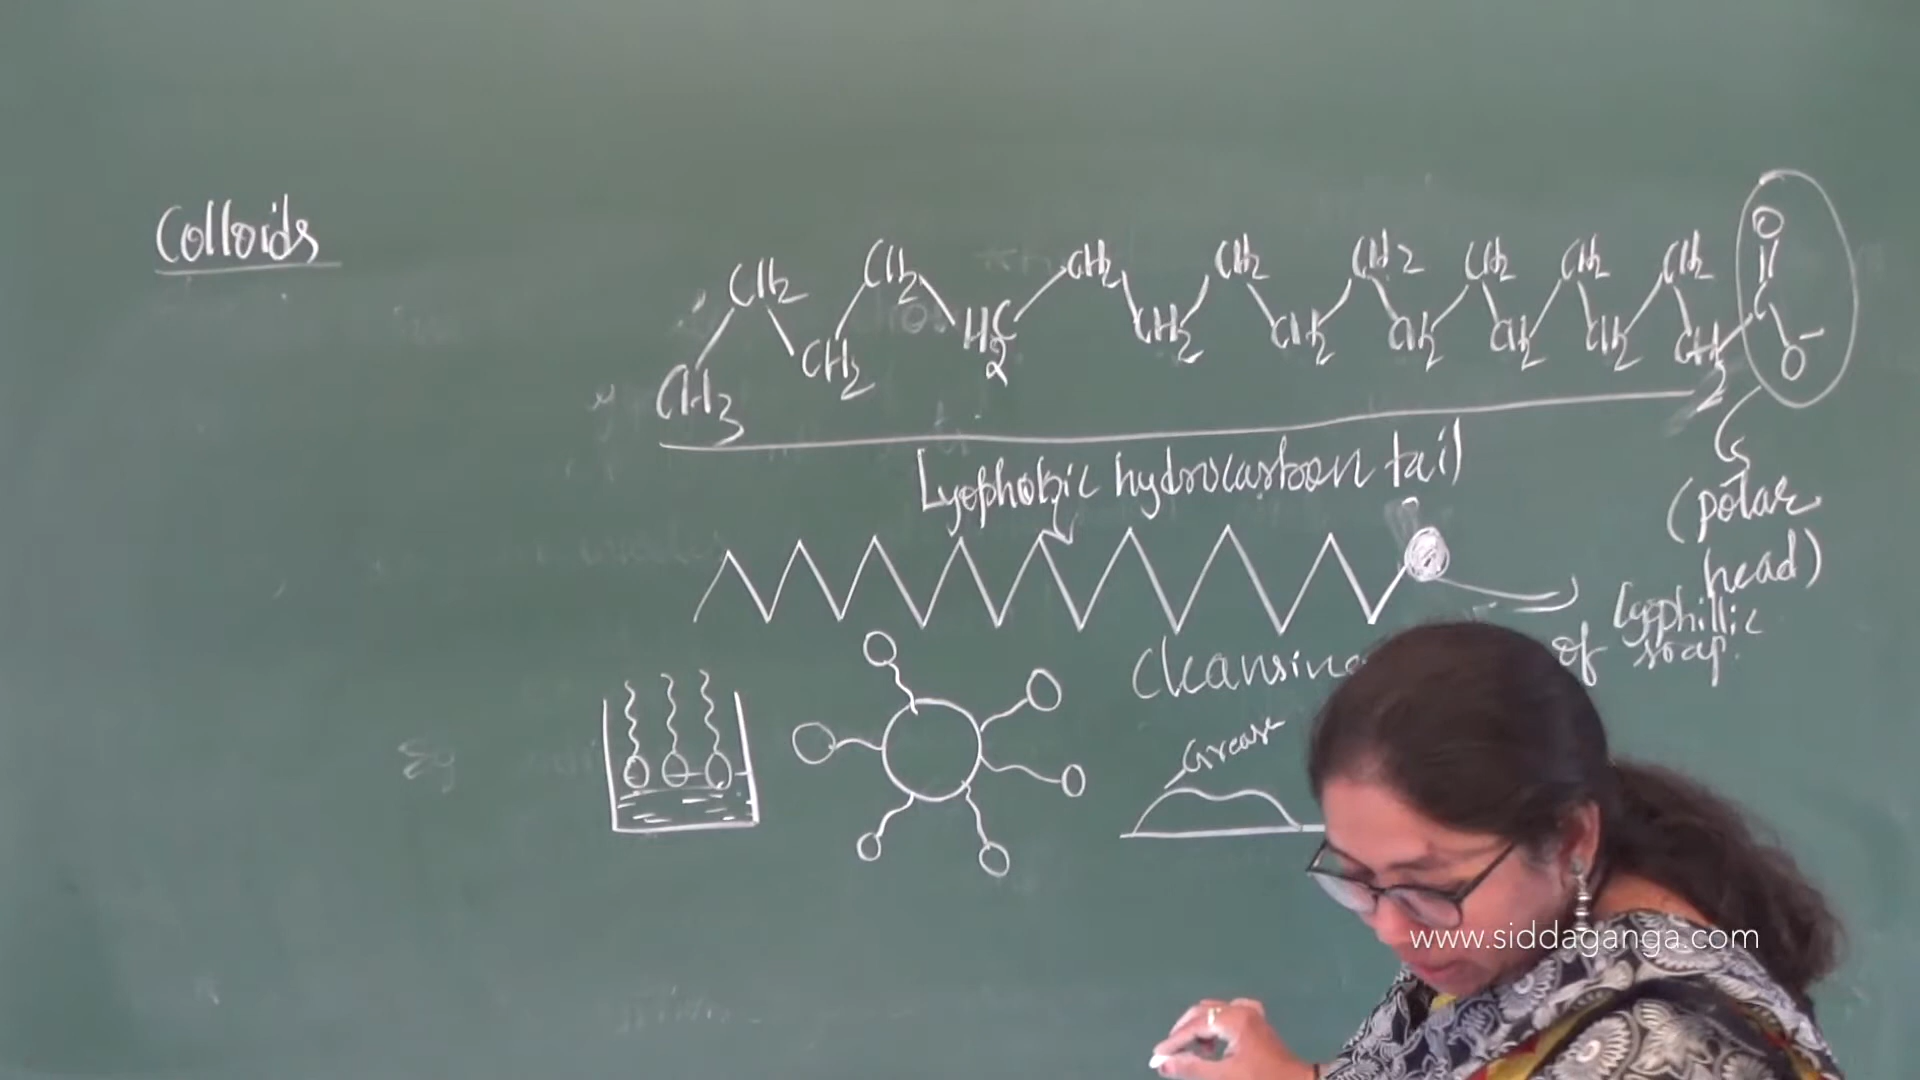 Colloids
O
CH2 CH2 CH2 CH2 CH2 CH2 CH2 CH2 C
CH3 CH2 H2C CH2 CH2 CH2 CH2 CH2 CH2 O-
Lyophobic hydrocarbon tail
(polar
head)
Lyophillic
Cleansing of soap.
Grease
Eg
www.siddaganga.com